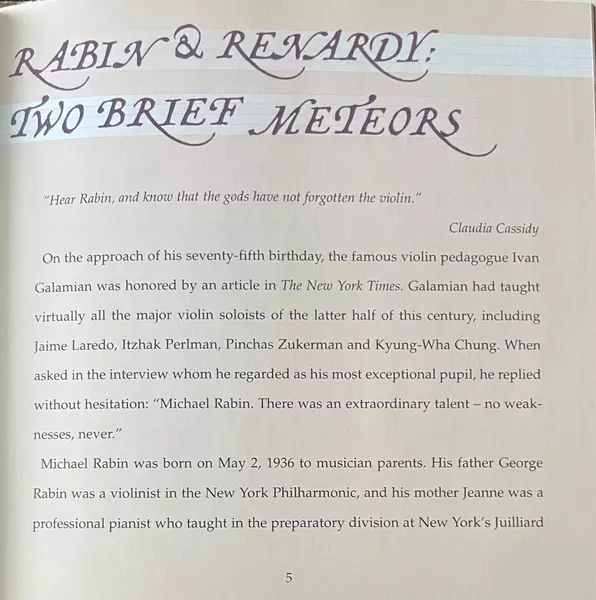 RABIN & RENARDY:
TWO BRIEF METEORS
“Hear Rabin, and know that the gods have not forgotten the violin.”
Claudia Cassidy
On the approach of his seventy-fifth birthday, the famous violin pedagogue Ivan
Galamian was honored by an article in The New York Times. Galamian had taught
virtually all the major violin soloists of the latter half of this century, including
Jaime Laredo, Itzhak Perlman, Pinchas Zukerman and Kyung-Wha Chung. When
asked in the interview whom he regarded as his most exceptional pupil, he replied
without hesitation: “Michael Rabin. There was an extraordinary talent – no weak-
nesses, never.”
Michael Rabin was born on May 2, 1936 to musician parents. His father George
Rabin was a violinist in the New York Philharmonic, and his mother Jeanne was a
professional pianist who taught in the preparatory division at New York’s Juilliard
5